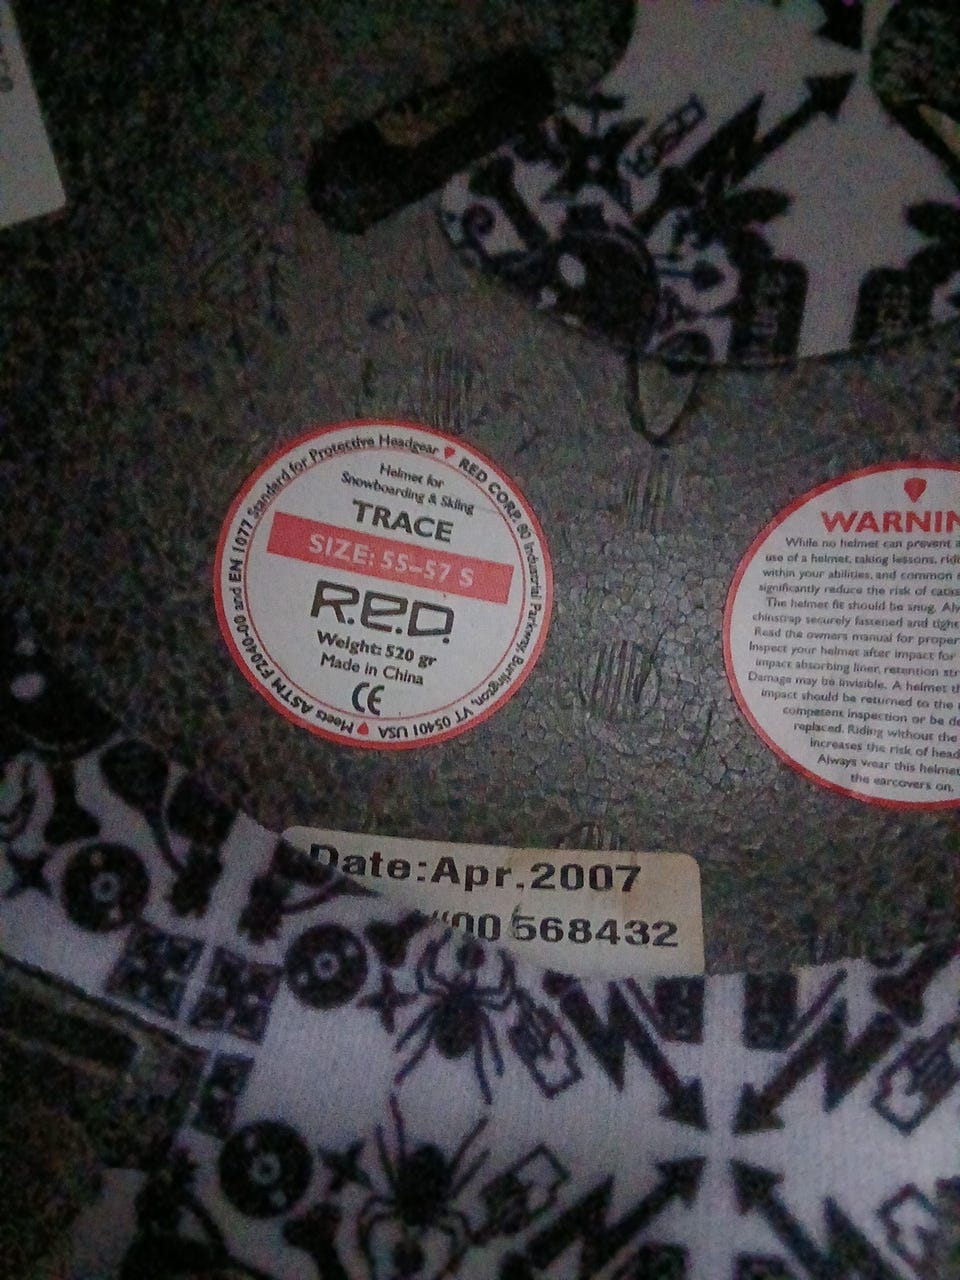 Meets ASTM F2040-00 and EN 1077 Standard for Protective Headgear
RED CORP. 80 Industrial Parkway, Burlington, VT 05401 USA
Helmet for
Snowboarding & Skiing
TRACE
SIZE: 55–57 S
R.e.D.
Weight: 520 gr
Made in China
CE
WARNIN
While no helmet can prevent
use of a helmet, taking lessons, ridi
within your abilities, and common
significantly reduce the risk of
The helmet fit should be snug. Alw
chinstrap securely fastened and tight
Read the owners manual for proper
Inspect your helmet after impact for
impact absorbing liner, retention str
Damage may be invisible. A helmet th
impact should be returned to the
competent inspection or be de
replaced. Riding without the
increases the risk of head
Always wear this helmet
the earcovers on.
Date:Apr.2007
00 568432